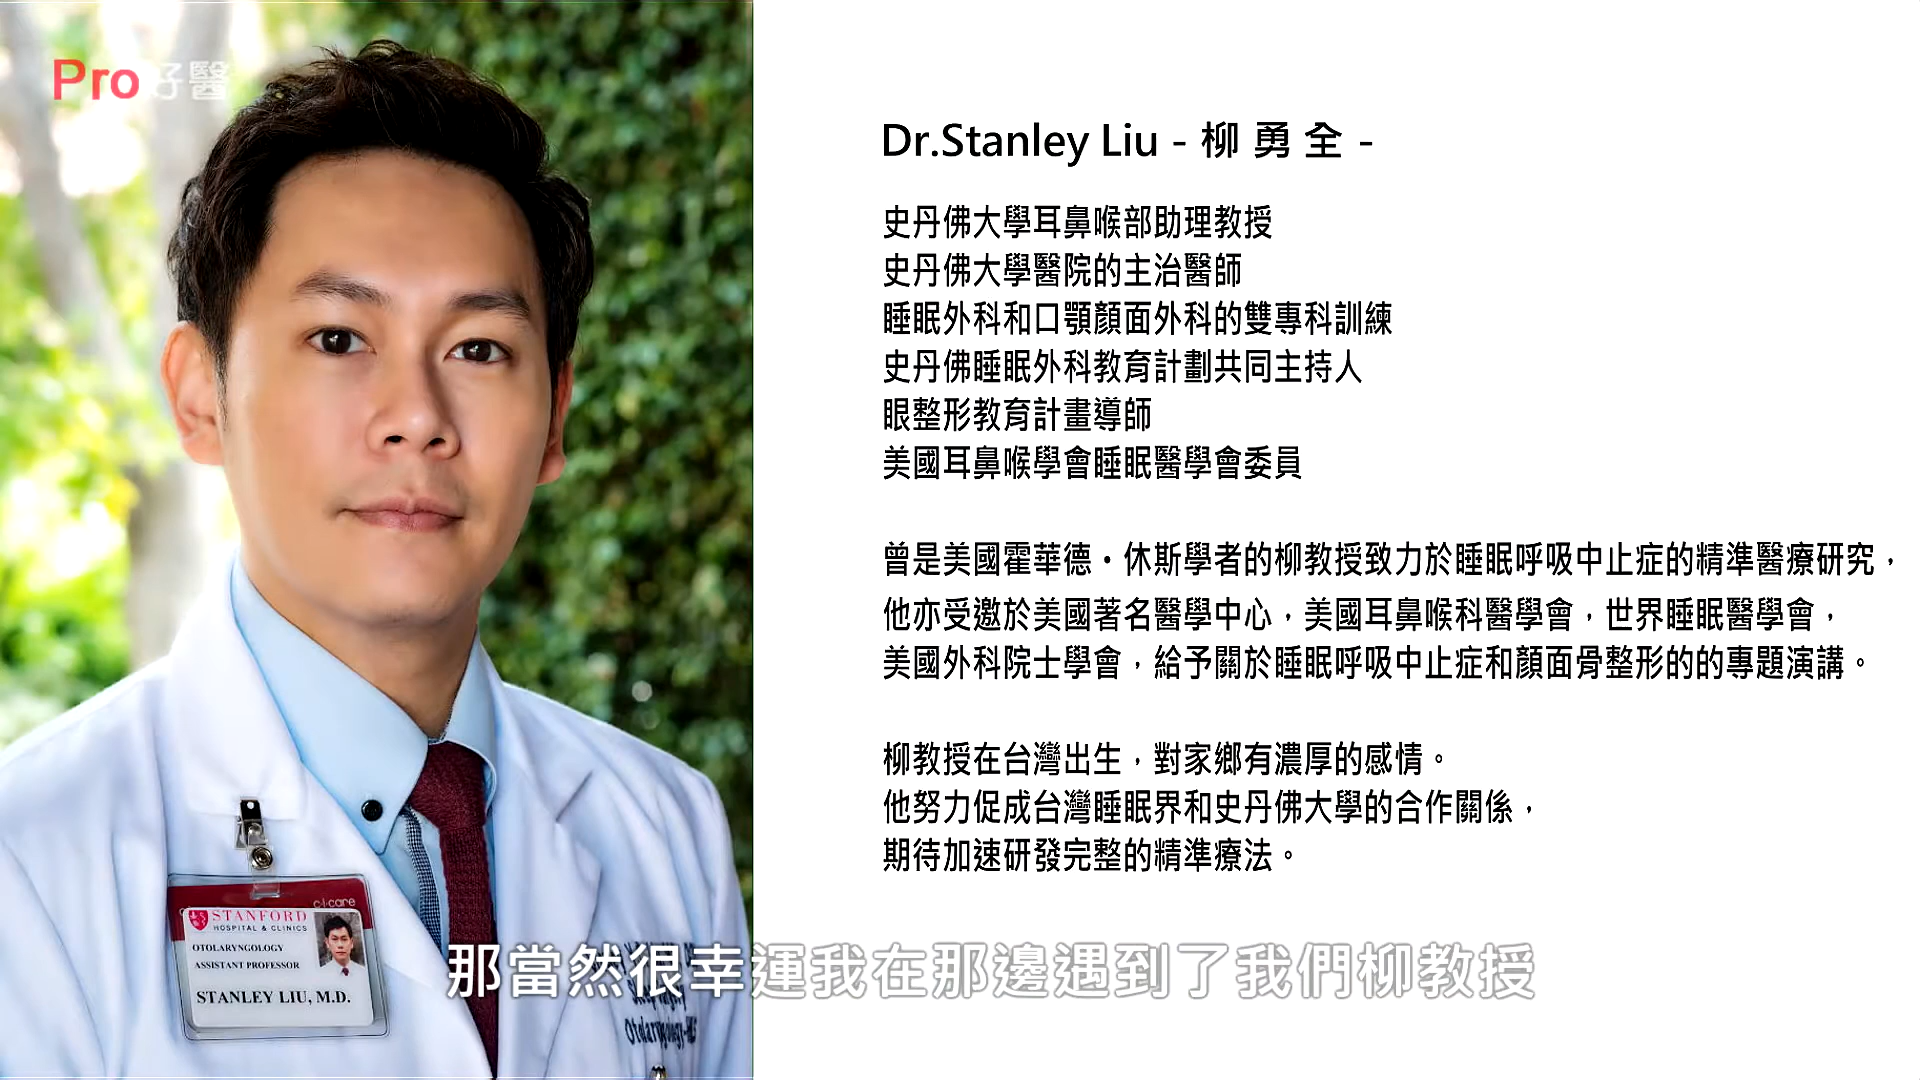 Pro好醫
Dr.Stanley Liu - 柳 勇 全 -
史丹佛大學耳鼻喉部助理教授
史丹佛大學醫院的主治醫師
睡眠外科和口顎顏面外科的雙專科訓練
史丹佛睡眠外科教育計劃共同主持人
眼整形教育計畫導師
美國耳鼻喉學會睡眠醫學會委員
曾是美國霍華德·休斯學者的柳教授致力於睡眠呼吸中止症的精準醫療研究，
他亦受邀於美國著名醫學中心，美國耳鼻喉科醫學會，世界睡眠醫學會，
美國外科院士學會，給予關於睡眠呼吸中止症和顏面骨整形的的專題演講。
柳教授在台灣出生，對家鄉有濃厚的感情。
他努力促成台灣睡眠界和史丹佛大學的合作關係，
期待加速研發完整的精準療法。
c-i-care
STANFORD
HOSPITAL & CLINICS
OTOLARYNGOLOGY
ASSISTANT PROFESSOR
STANLEY LIU, M.D.
那當然很幸運我在那邊遇到了我們柳教授